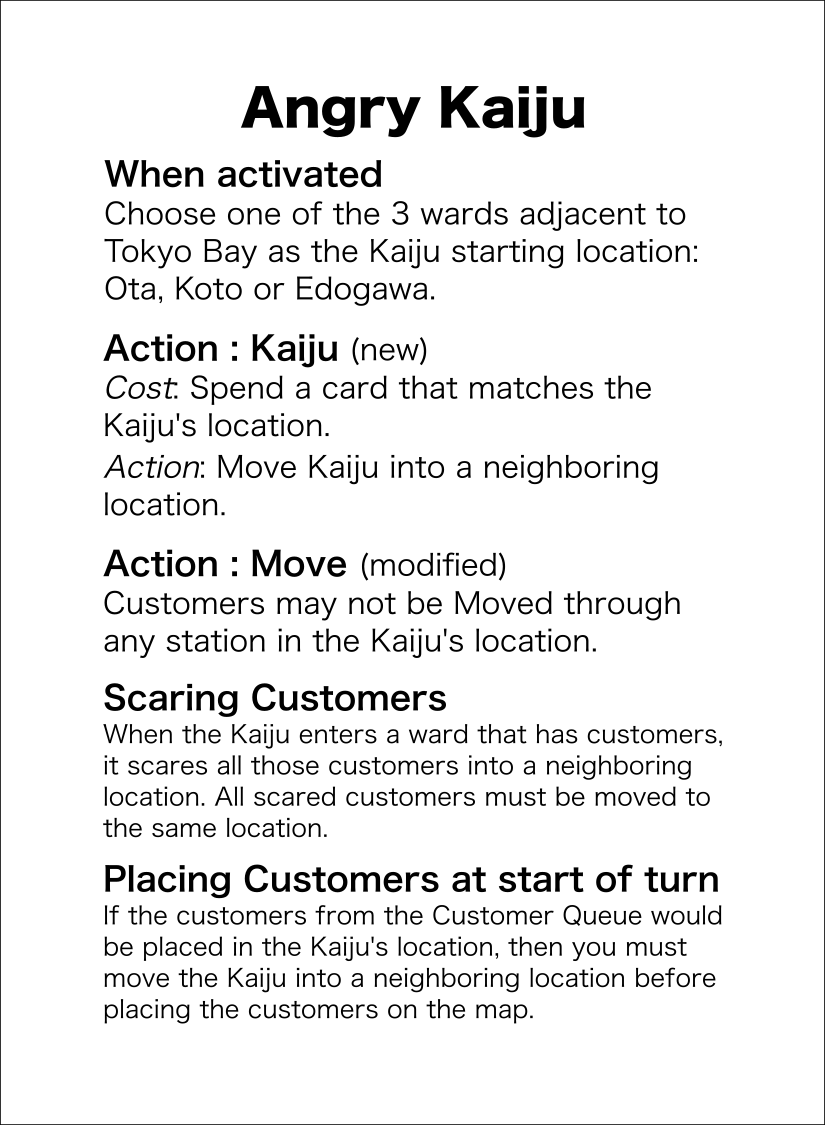 Angry Kaiju
When activated
Choose one of the 3 wards adjacent to
Tokyo Bay as the Kaiju starting location:
Ota, Koto or Edogawa.
Action : Kaiju (new)
Cost: Spend a card that matches the
Kaiju's location.
Action: Move Kaiju into a neighboring
location.
Action : Move (modified)
Customers may not be Moved through
any station in the Kaiju's location.
Scaring Customers
When the Kaiju enters a ward that has customers,
it scares all those customers into a neighboring
location. All scared customers must be moved to
the same location.
Placing Customers at start of turn
If the customers from the Customer Queue would
be placed in the Kaiju's location, then you must
move the Kaiju into a neighboring location before
placing the customers on the map.